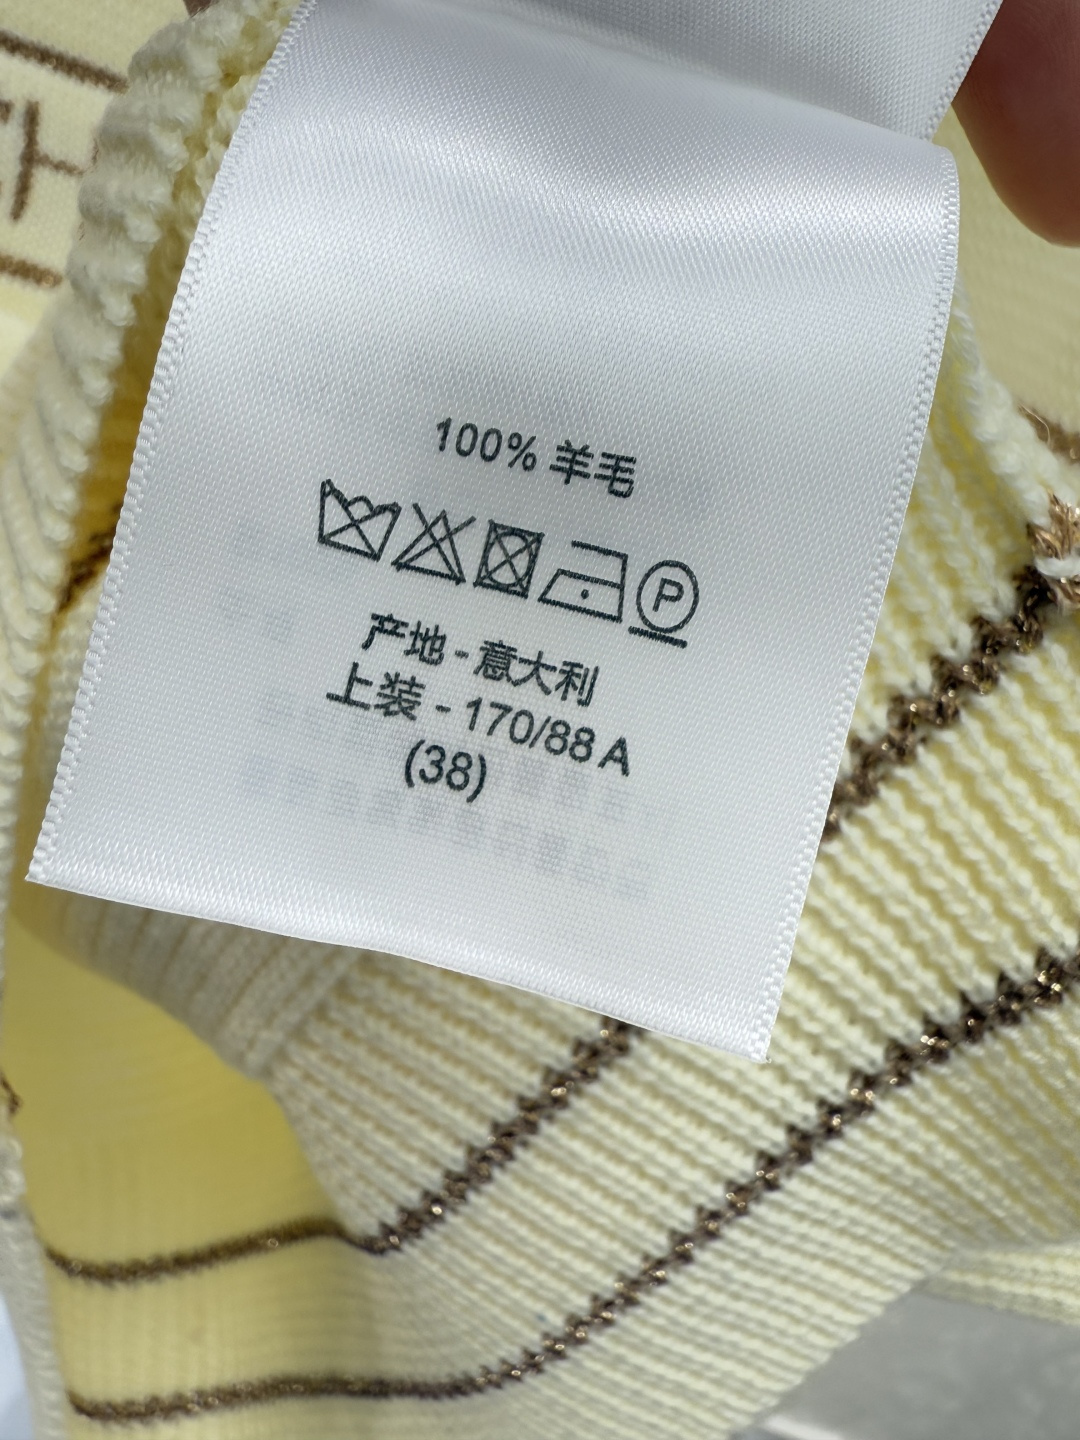 100% 羊毛
P
产地 - 意大利
上装 - 170/88 A
(38)